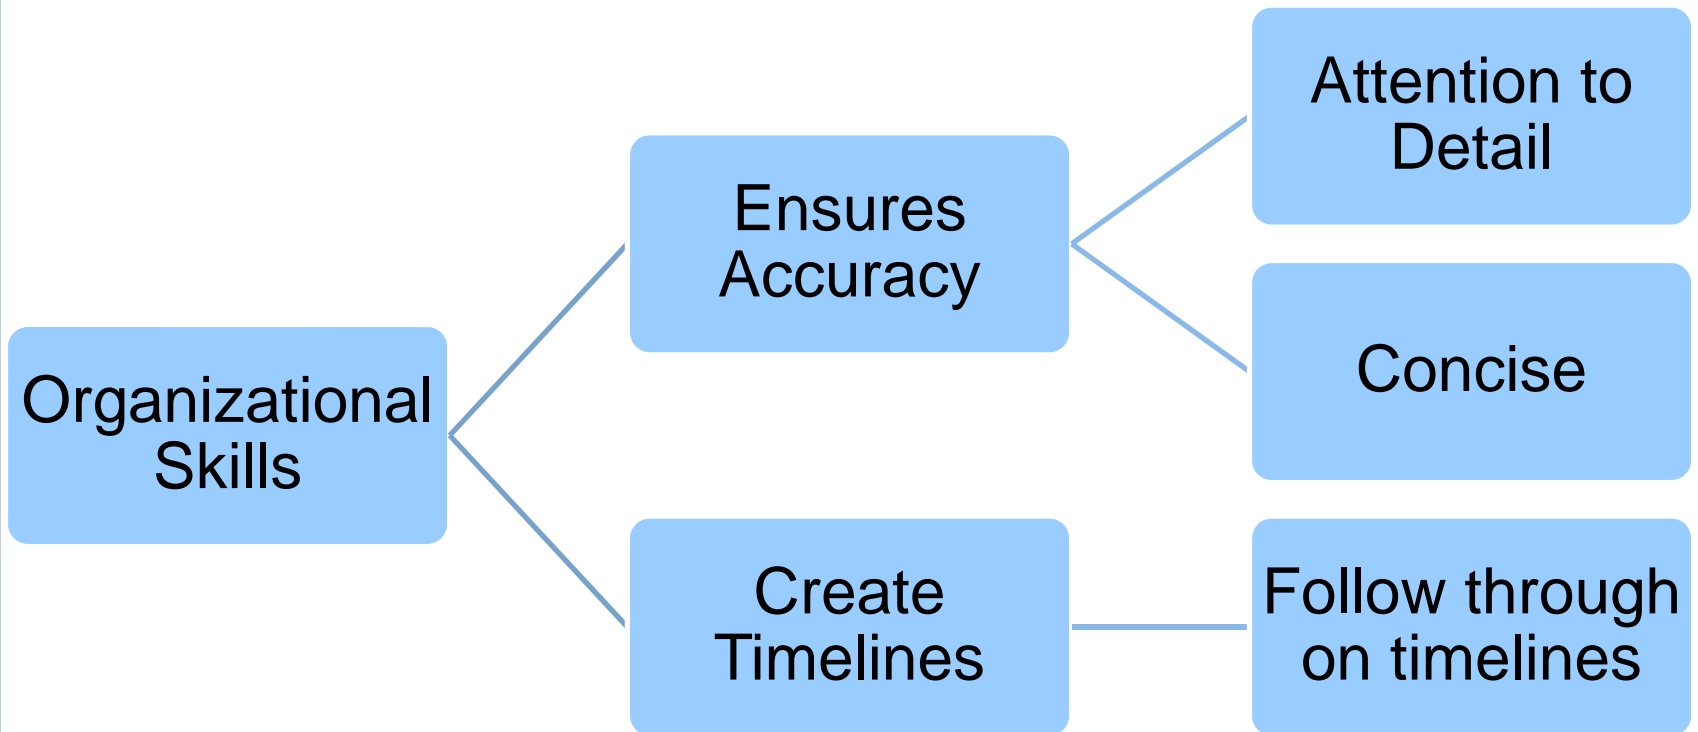 Organizational
Skills
Ensures
Accuracy
Create
Timelines
Attention to
Detail
Concise
Follow through
on timelines